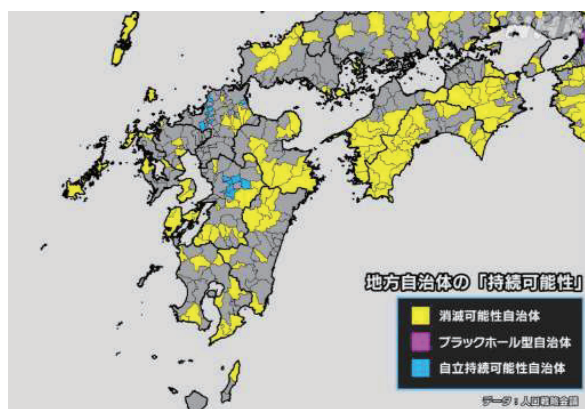 NHK
地方自治体の「持続可能性」
消滅可能性自治体
ブラックホール型自治体
自立持続可能性自治体
データ：人口戦略会議